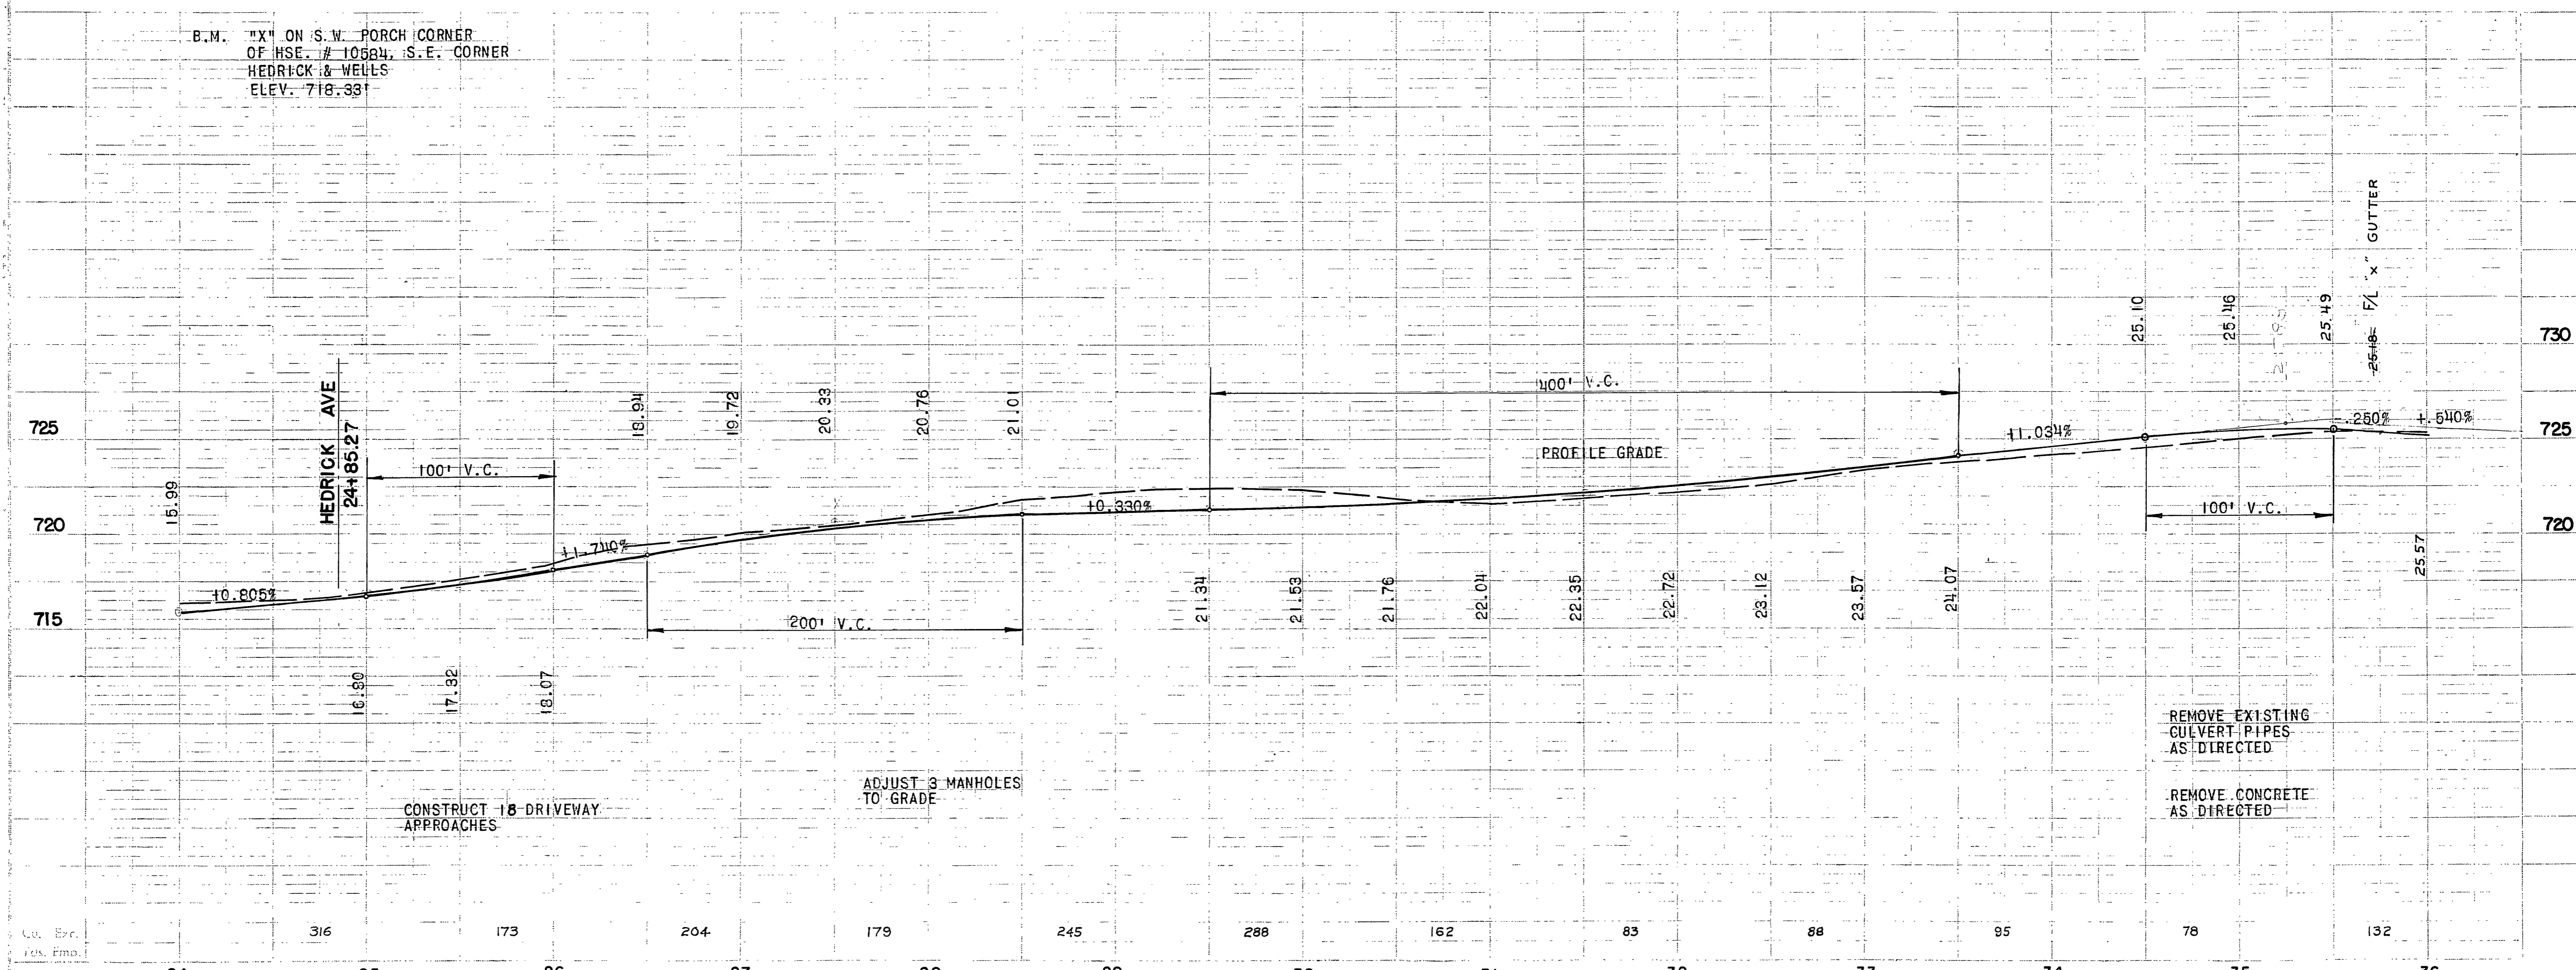 B.M. "X" ON S.W. PORCH CORNER
OF HSE. # 10584, S.E. CORNER
HEDRICK & WELLS
ELEV. 718.33'
25.18 F/L "x" GUTTER
25.10
25.46
25.49
730
730
HEDRICK AVE
24+85.27
18.94
19.72
20.33
20.76
21.01
400' V.C.
725
+1.034%
.250%
+.540%
725
PROFILE GRADE
15.99
100' V.C.
720
+0.330%
100' V.C.
720
+1.740%
25.57
+0.805%
715
200' V.C.
21.34
21.53
21.76
22.04
22.35
22.72
23.12
23.57
24.07
16.80
17.32
18.07
REMOVE EXISTING
CULVERT PIPES
AS DIRECTED
ADJUST 3 MANHOLES
TO GRADE
REMOVE CONCRETE
AS DIRECTED
CONSTRUCT 18 DRIVEWAY
APPROACHES
316 173 204 179 245 288 162 83 88 95 78 132